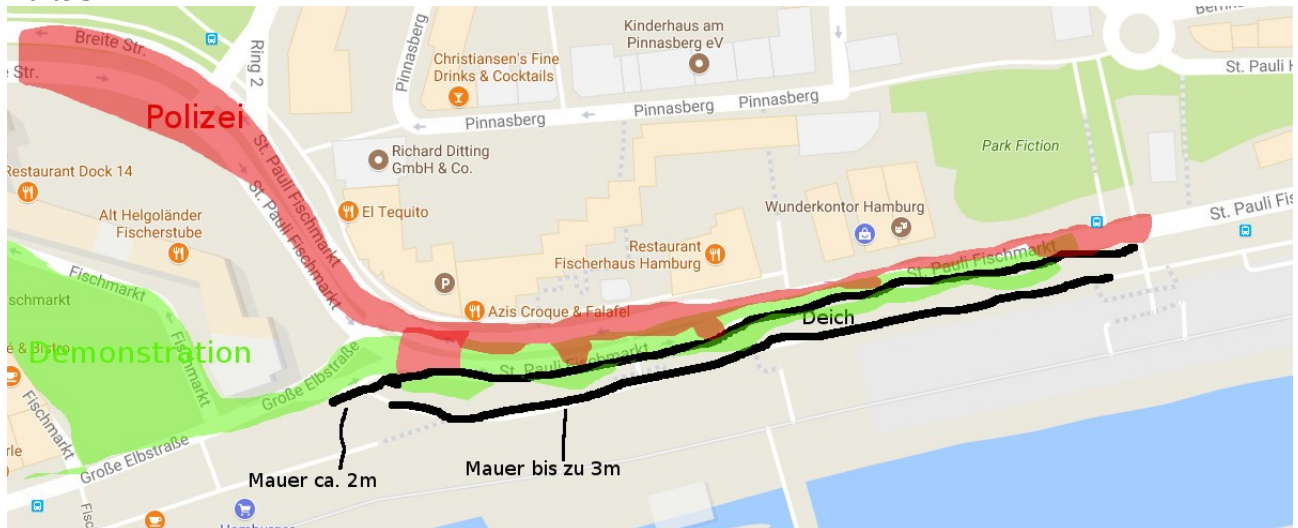 Breite Str.
Str.
Ring 2
Pinnasberg
Christiansen's Fine
Drinks & Cocktails
Kinderhaus am
Pinnasberg eV
St. Pauli H
Pinnasberg
Pinnasberg
Pinnasberg
Polizei
St. Pauli Fischmarkt
St. Pauli Fischmarkt
Richard Ditting
GmbH & Co.
Park Fiction
Restaurant Dock 14
El Tequito
Alt Helgoländer
Fischerstube
Wunderkontor Hamburg
St. Pauli Fis
Restaurant
Fischerhaus Hamburg
St. Pauli Fischmarkt
Fischmarkt
schmarkt
P
Azis Croque & Falafel
Deich
Demonstration
é & Bistro
Fischmarkt
St. Pauli Fischmarkt
Große Elbstraße
Fischmarkt
erle
Große Elbstraße
Mauer ca. 2m
Mauer bis zu 3m
Fisc